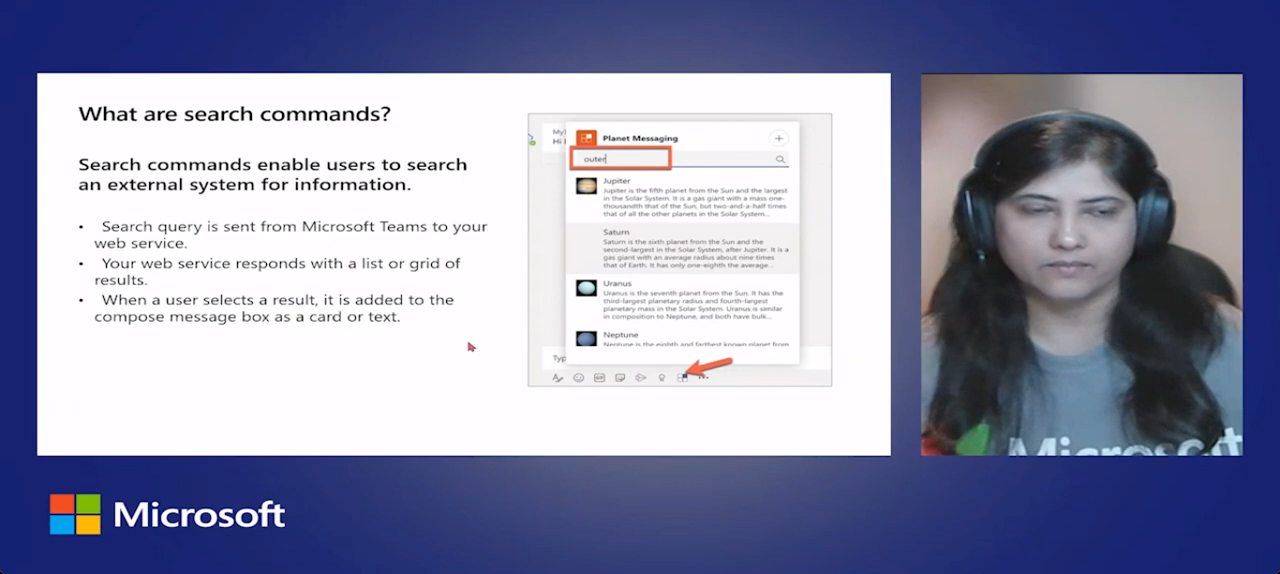 What are search commands?
Search commands enable users to search
an external system for information.
• Search query is sent from Microsoft Teams to your
web service.
• Your web service responds with a list or grid of
results.
• When a user selects a result, it is added to the
compose message box as a card or text.
My
Hi
Planet Messaging
outer
Jupiter
Jupiter is the fifth planet from the Sun and the largest
in the Solar System. It is a gas giant with a mass one-
thousandth that of the Sun, but two-and-a-half times
that of all the other planets in the Solar System...
Saturn
Saturn is the sixth planet from the Sun and the
second-largest in the Solar System, after Jupiter. It is a
gas giant with an average radius about nine times
that of Earth. It has only one-eighth the average...
Uranus
Uranus is the seventh planet from the Sun. It has the
third-largest planetary radius and fourth-largest
planetary mass in the Solar System. Uranus is similar
in composition to Neptune, and both have bulk...
Neptune
Neptune is the eighth and farthest known planet from
Typ
GIF
Microsoft
Microsoft